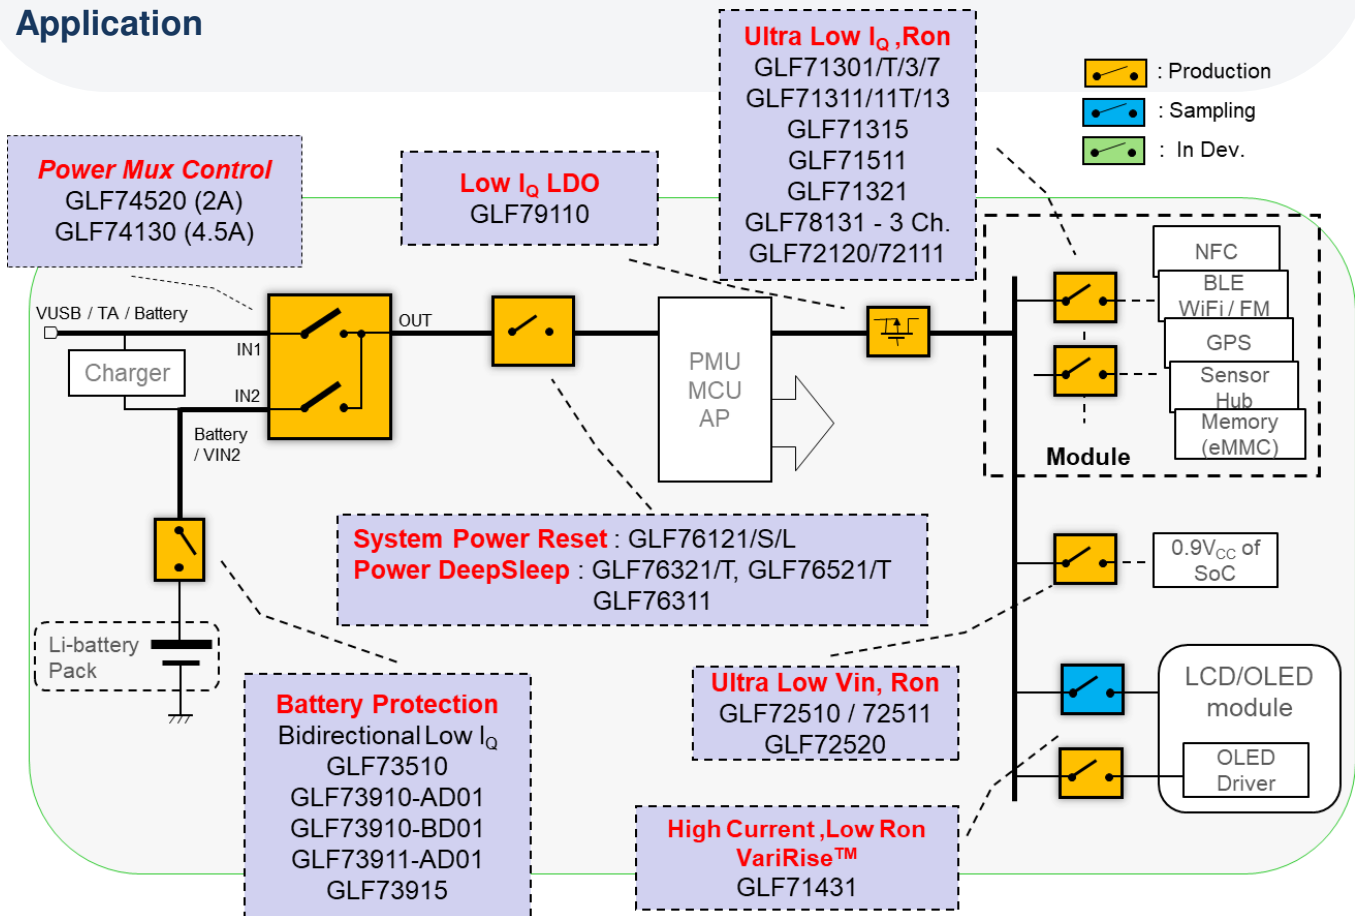 Application
Ultra Low IQ ,Ron
GLF71301/T/3/7
GLF71311/11T/13
GLF71315
GLF71511
GLF71321
GLF78131 - 3 Ch.
GLF72120/72111
: Production
: Sampling
: In Dev.
Power Mux Control
GLF74520 (2A)
GLF74130 (4.5A)
Low IQ LDO
GLF79110
VUSB / TA / Battery
Charger
IN1
IN2
OUT
Battery
/ VIN2
PMU
MCU
AP
NFC
BLE
WiFi / FM
GPS
Sensor
Hub
Memory
(eMMC)
Module
System Power Reset : GLF76121/S/L
Power DeepSleep : GLF76321/T, GLF76521/T
GLF76311
0.9VCC of
SoC
Li-battery
Pack
Battery Protection
Bidirectional Low IQ
GLF73510
GLF73910-AD01
GLF73910-BD01
GLF73911-AD01
GLF73915
Ultra Low Vin, Ron
GLF72510 / 72511
GLF72520
LCD/OLED
module
OLED
Driver
High Current ,Low Ron
VariRise™
GLF71431